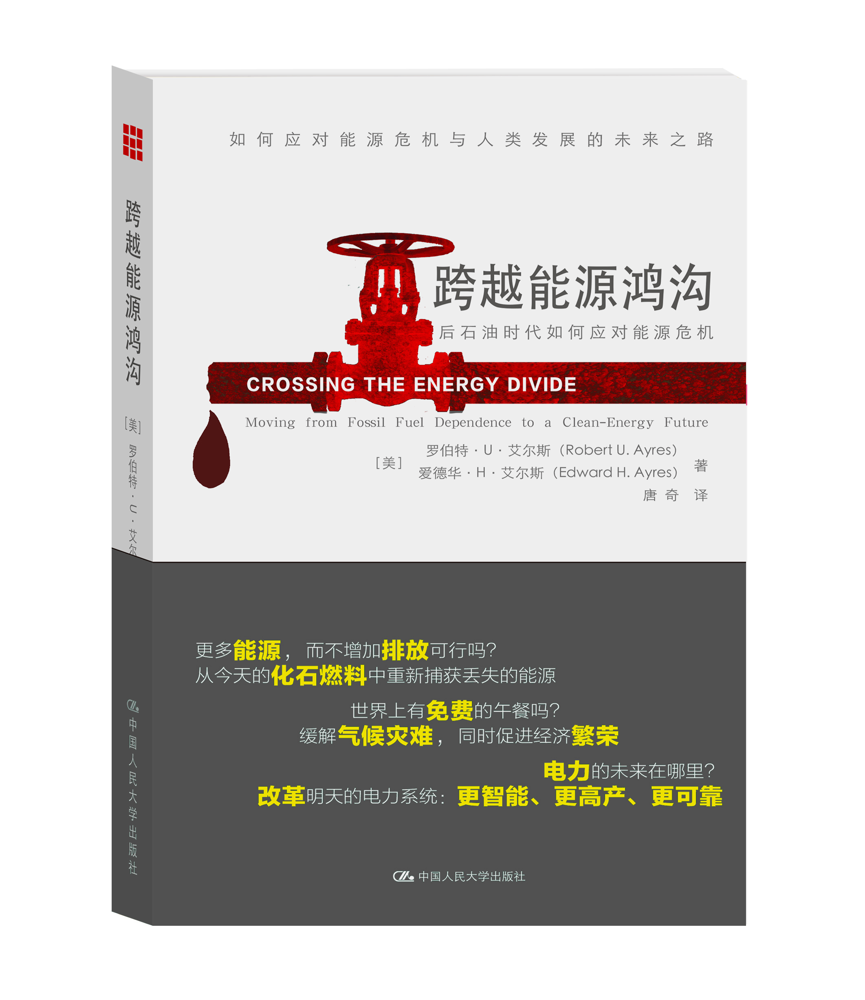 如何应对能源危机与人类发展的未来之路
跨越能源鸿沟
后石油时代如何应对能源危机
CROSSING THE ENERGY DIVIDE
Moving from Fossil Fuel Dependence to a Clean-Energy Future
[美]
罗伯特·U·艾尔斯（Robert U. Ayres）
爱德华·H·艾尔斯（Edward H. Ayres）
著
唐奇 译
更多能源，而不增加排放可行吗？
从今天的化石燃料中重新捕获丢失的能源
世界上有免费的午餐吗？
缓解气候灾难，同时促进经济繁荣
电力的未来在哪里？
改革明天的电力系统：更智能、更高产、更可靠
中国人民大学出版社
跨越能源鸿沟
[美] 罗伯特·U·艾尔
中国人民大学出版社